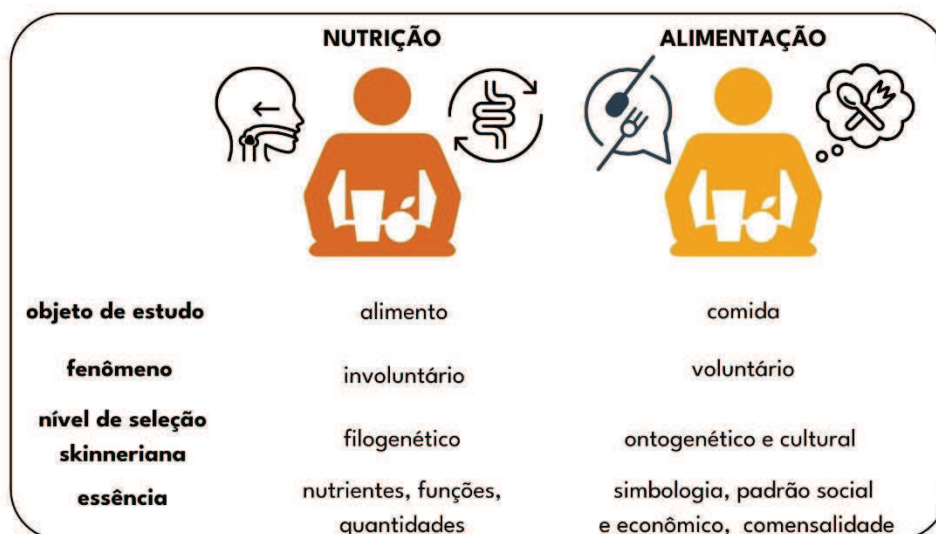 NUTRIÇÃO ALIMENTAÇÃO
objeto de estudo alimento comida
fenômeno involuntário voluntário
nível de seleção
skinneriana filogenético ontogenético e cultural
essência nutrientes, funções, simbologia, padrão social
quantidades e econômico, comensalidade